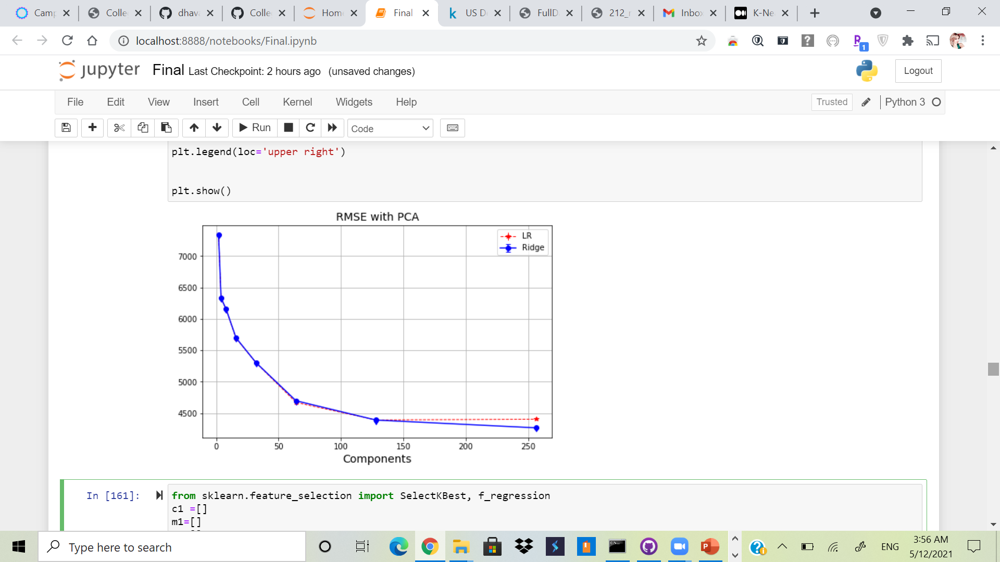 Camp
Colle
dhav
Colle
Home
Final
US D
FullD
212_r
Inbox
K-Ne
localhost:8888/notebooks/Final.ipynb
1
jupyter Final Last Checkpoint: 2 hours ago (unsaved changes)
Logout
File Edit View Insert Cell Kernel Widgets Help
Trusted
Python 3
Run
Code
plt.legend(loc='upper right')
plt.show()
RMSE with PCA
LR
Ridge
7000
6500
6000
5500
5000
4500
0 50 100 150 200 250
Components
In [161]:
from sklearn.feature_selection import SelectKBest, f_regression
c1 =[]
m1=[]
Type here to search
ENG
3:56 AM
5/12/2021